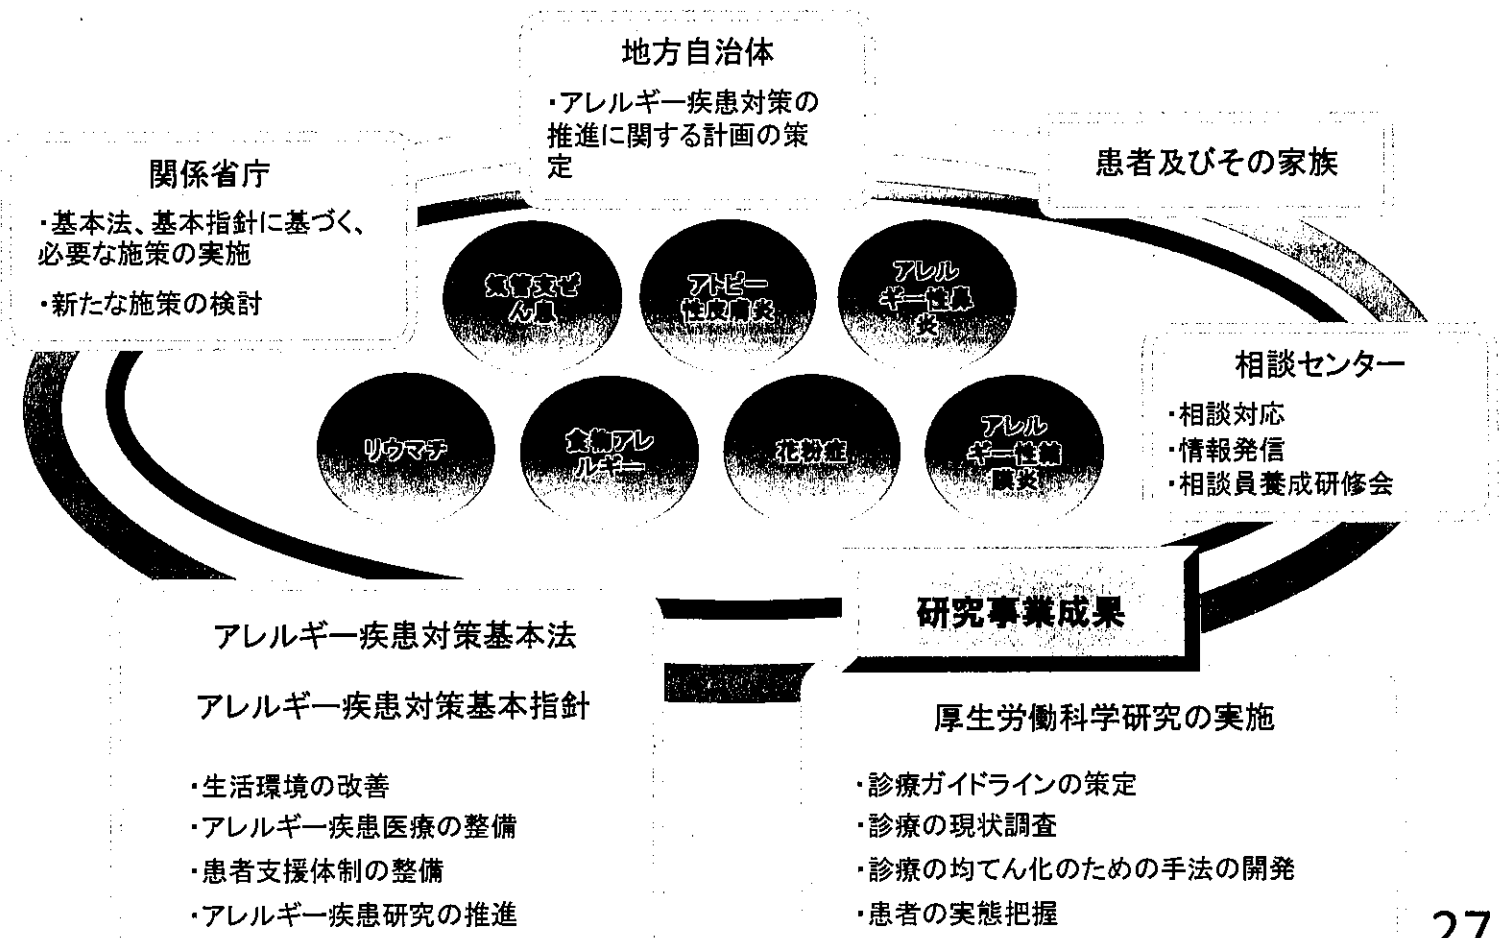 地方自治体
・アレルギー疾患対策の
推進に関する計画の策
定
関係省庁
・基本法、基本指針に基づく、
必要な施策の実施
・新たな施策の検討
患者及びその家族
気管支ぜ
ん息
アトピー
性皮膚炎
アレル
ギー性鼻
炎
リウマチ
食物アレ
ルギー
花粉症
アレル
ギー性結
膜炎
相談センター
・相談対応
・情報発信
・相談員養成研修会
研究事業成果
アレルギー疾患対策基本法
アレルギー疾患対策基本指針
・生活環境の改善
・アレルギー疾患医療の整備
・患者支援体制の整備
・アレルギー疾患研究の推進
厚生労働科学研究の実施
・診療ガイドラインの策定
・診療の現状調査
・診療の均てん化のための手法の開発
・患者の実態把握
27